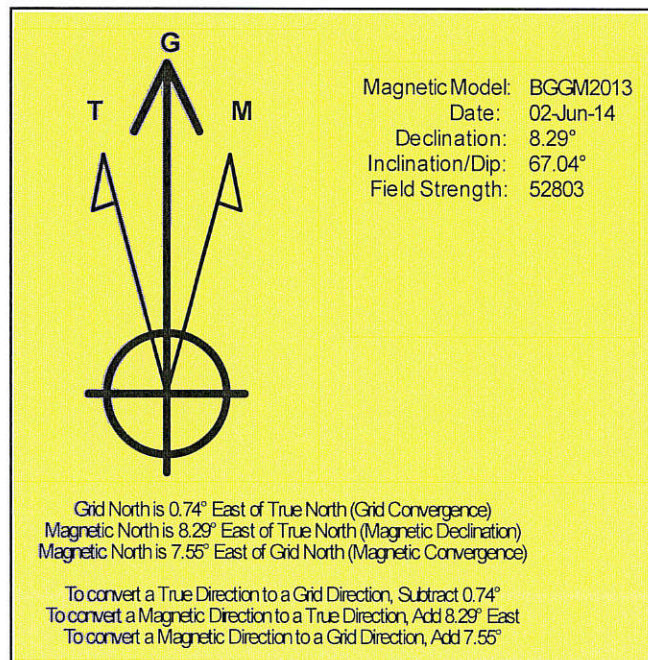 G
T M
Magnetic Model: BGGM2013
Date: 02-Jun-14
Declination: 8.29°
Inclination/Dip: 67.04°
Field Strength: 52803
Grid North is 0.74° East of True North (Grid Convergence)
Magnetic North is 8.29° East of True North (Magnetic Declination)
Magnetic North is 7.55° East of Grid North (Magnetic Convergence)
To convert a True Direction to a Grid Direction, Subtract 0.74°
To convert a Magnetic Direction to a True Direction, Add 8.29° East
To convert a Magnetic Direction to a Grid Direction, Add 7.55°